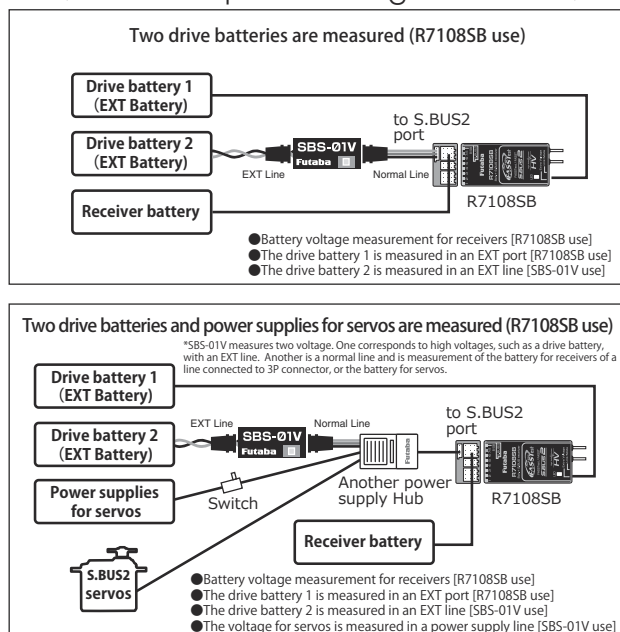 Two drive batteries are measured (R7108SB use)
Drive battery 1
(EXT Battery)
Drive battery 2
(EXT Battery)
Receiver battery
EXT Line
SBS-01V
Futaba
Normal Line
to S.BUS2
port
Futaba
R7108SB
HV
R7108SB
●Battery voltage measurement for receivers [R7108SB use]
●The drive battery 1 is measured in an EXT port [R7108SB use]
●The drive battery 2 is measured in an EXT line [SBS-01V use]
Two drive batteries and power supplies for servos are measured (R7108SB use)
*SBS-01V measures two voltage. One corresponds to high voltages, such as a drive battery,
with an EXT line. Another is a normal line and is measurement of the battery for receivers of a
line connected to 3P connector, or the battery for servos.
Drive battery 1
(EXT Battery)
Drive battery 2
(EXT Battery)
Power supplies
for servos
S.BUS2
servos
EXT Line
SBS-01V
Futaba
Normal Line
Switch
Futaba
Another power
supply Hub
Receiver battery
to S.BUS2
port
Futaba
R7108SB
HV
R7108SB
●Battery voltage measurement for receivers [R7108SB use]
●The drive battery 1 is measured in an EXT port [R7108SB use]
●The drive battery 2 is measured in an EXT line [SBS-01V use]
●The voltage for servos is measured in a power supply line [SBS-01V use]